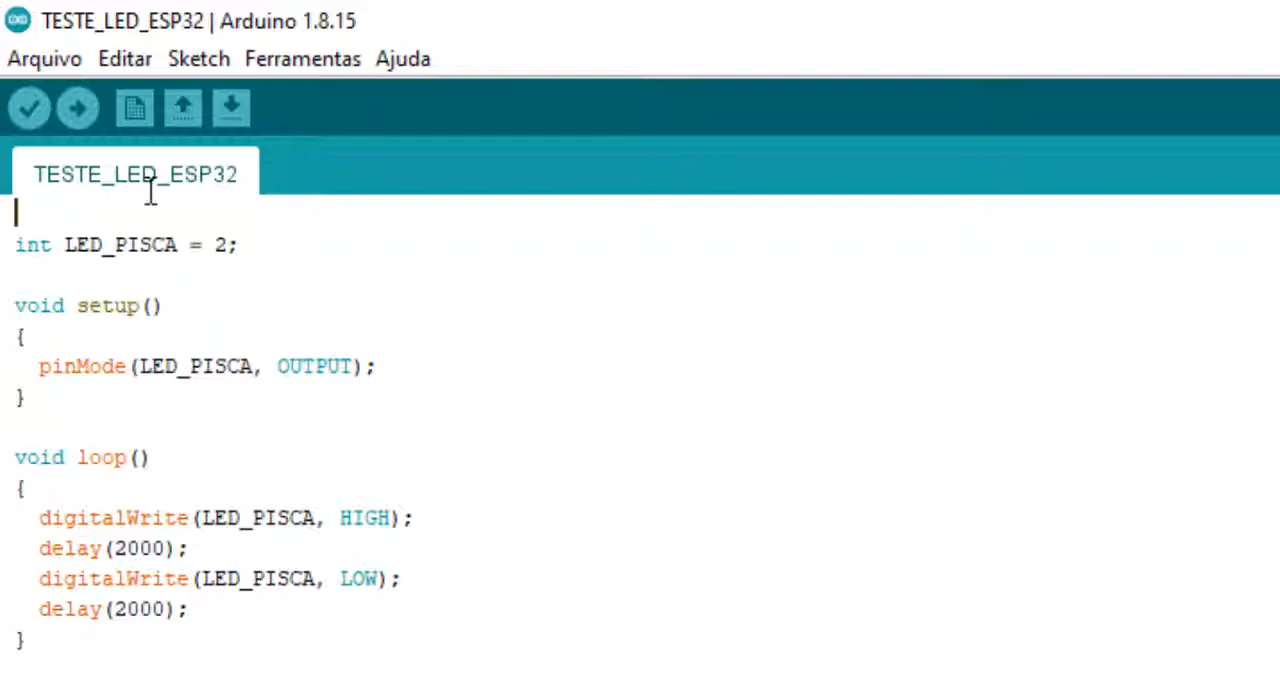 TESTE_LED_ESP32 | Arduino 1.8.15
Arquivo Editar Sketch Ferramentas Ajuda
TESTE_LED_ESP32
int LED_PISCA = 2;
void setup()
{
  pinMode(LED_PISCA, OUTPUT);
}
void loop()
{
  digitalWrite(LED_PISCA, HIGH);
  delay(2000);
  digitalWrite(LED_PISCA, LOW);
  delay(2000);
}